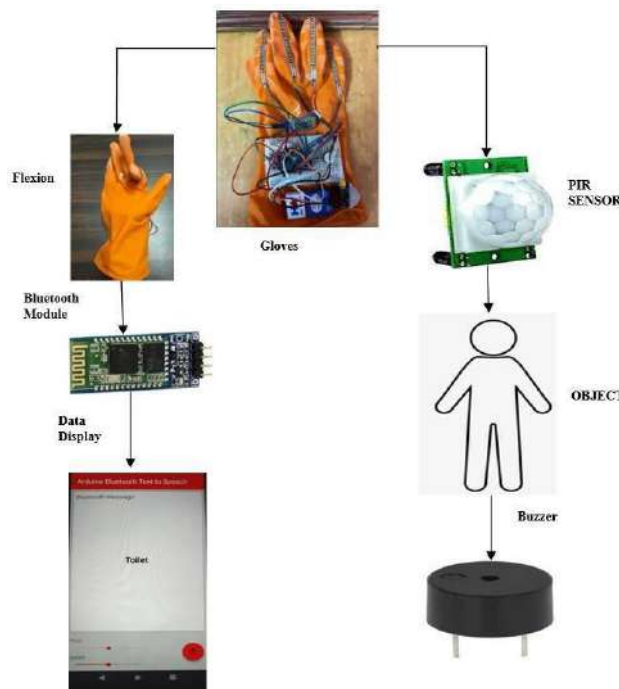 Gloves
Flexion
PIR
SENSOR
Bluetooth
Module
OBJECT
Data
Display
Arduino Bluetooth Text to Speech
Bluetooth Message:
Toilet
Buzzer